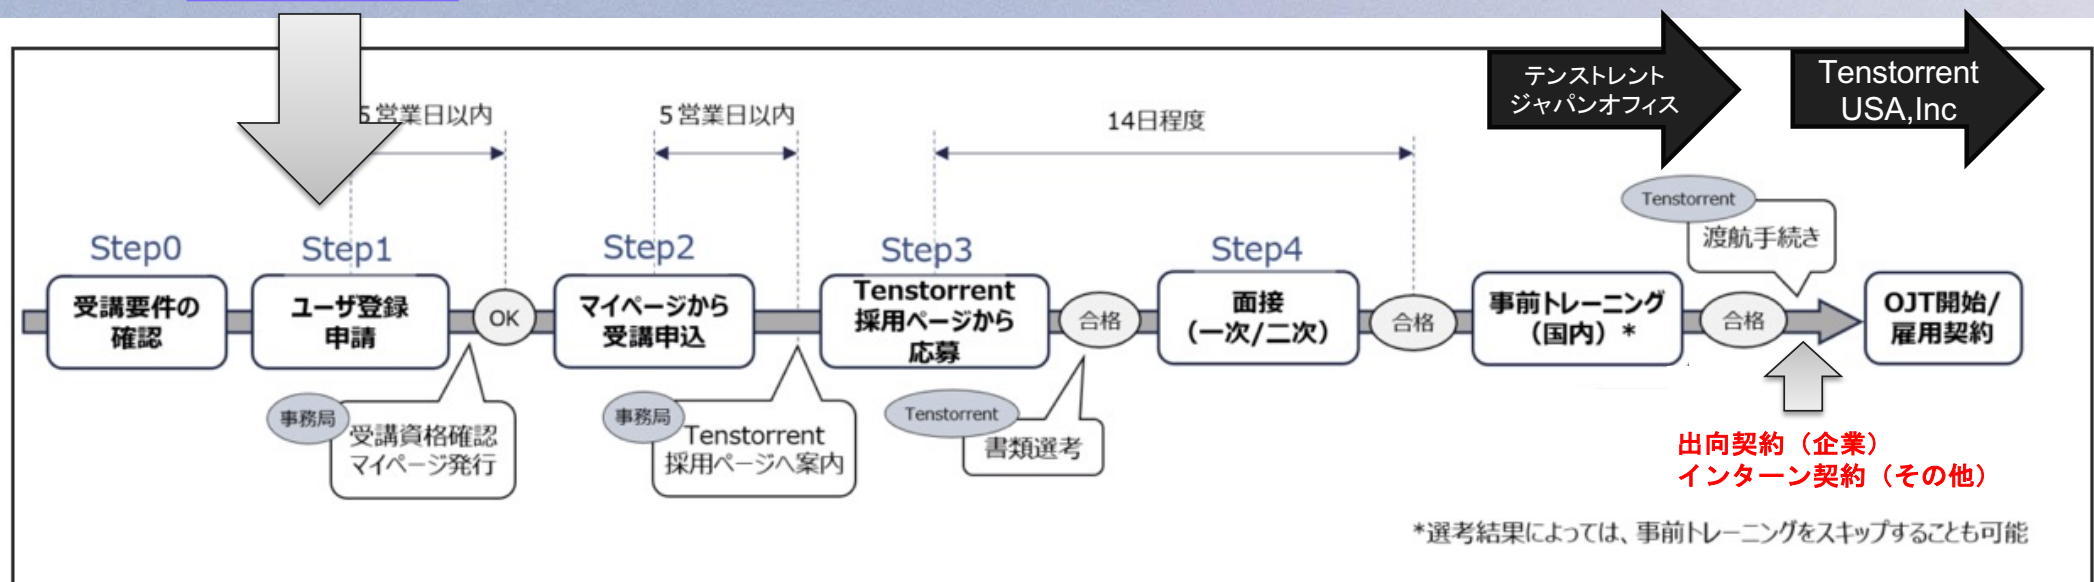 テンストレント
ジャパンオフィス
Tenstorrent
USA,Inc
5営業日以内
5営業日以内
14日程度
Tenstorrent
渡航手続き
Step0
Step1
Step2
Step3
Step4
受講要件の
確認
ユーザ登録
申請
OK
マイページから
受講申込
Tenstorrent
採用ページから
応募
合格
面接
(一次/二次)
合格
事前トレーニング
(国内) *
合格
OJT開始/
雇用契約
事務局
受講資格確認
マイページ発行
事務局
Tenstorrent
採用ページへ案内
Tenstorrent
書類選考
出向契約(企業)
インターン契約(その他)
*選考結果によっては、事前トレーニングをスキップすることも可能